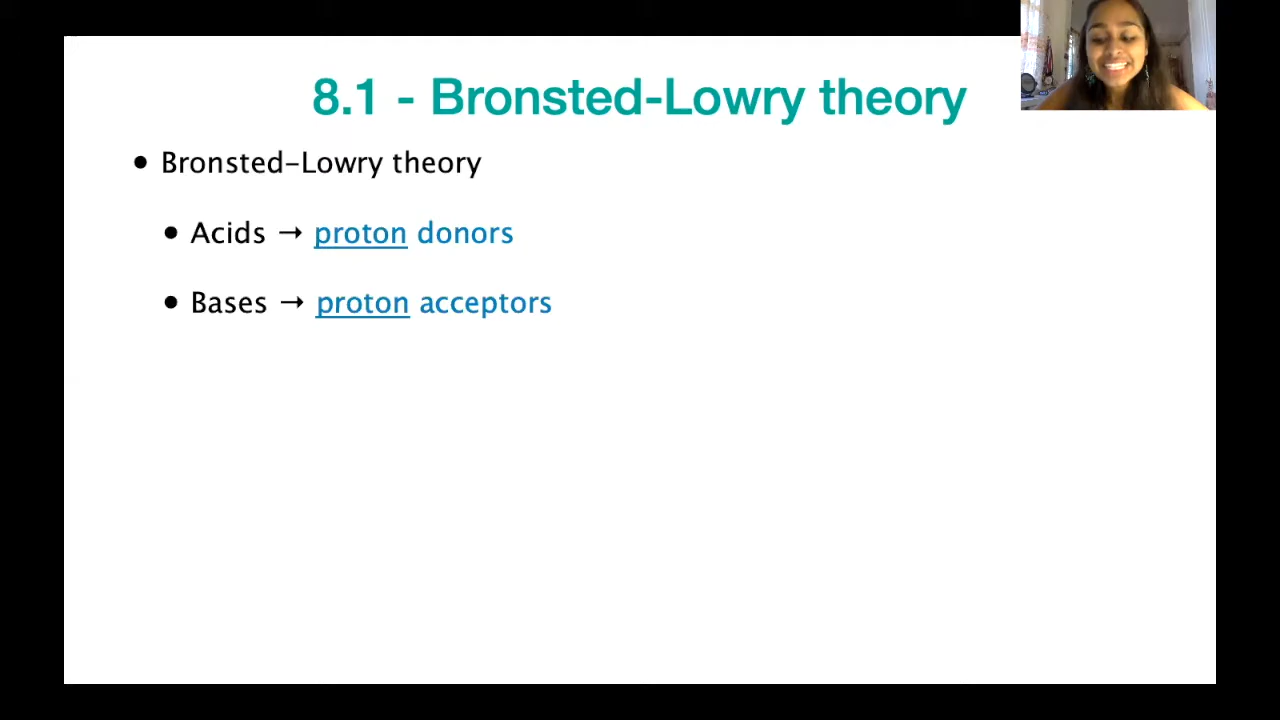 8.1 - Bronsted-Lowry theory
• Bronsted-Lowry theory
• Acids → proton donors
• Bases → proton acceptors